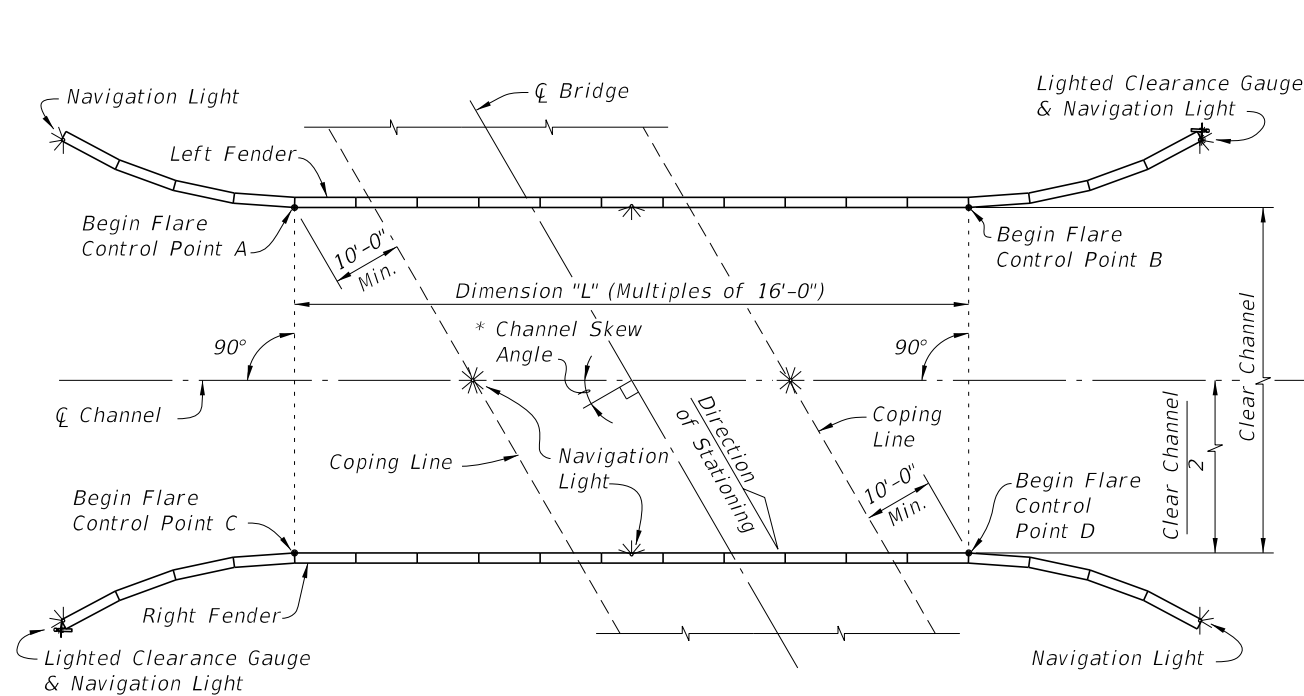 ℄ Bridge
Lighted Clearance Gauge
& Navigation Light
Navigation Light
Left Fender
Begin Flare
Control Point A
10'-0"
Min.
Begin Flare
Control Point B
Dimension "L" (Multiples of 16'-0")
* Channel Skew
Angle
90°
90°
Clear Channel
℄ Channel
Direction
of Stationing
Coping
Line
Clear Channel
2
Coping Line
Navigation
Light
10'-0"
Min.
Begin Flare
Control Point C
Begin Flare
Control
Point D
Right Fender
Lighted Clearance Gauge
& Navigation Light
Navigation Light